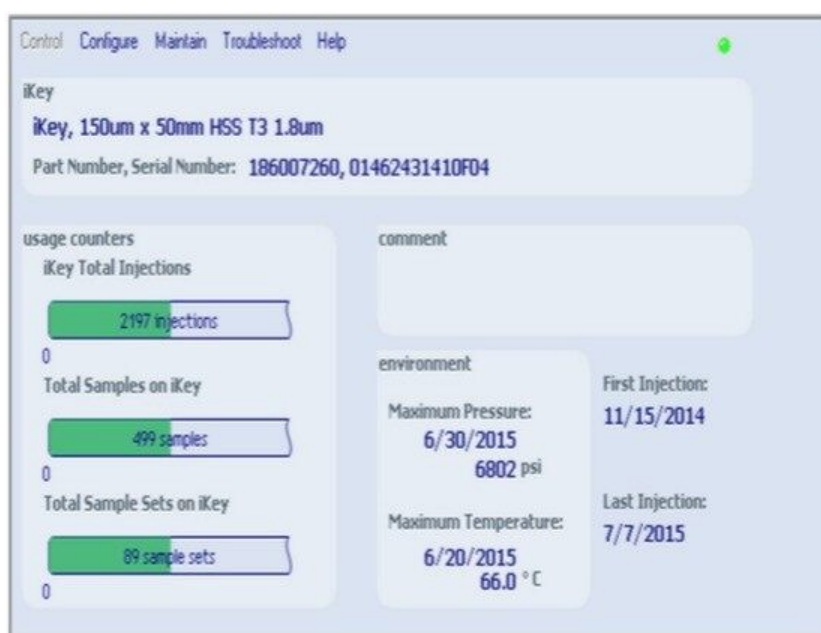 Control Configure Maintain Troubleshoot Help
iKey
iKey, 150um x 50mm HSS T3 1.8um
Part Number, Serial Number: 186007260, 01462431410F04
usage counters
iKey Total Injections
2197 injections
0
Total Samples on iKey
499 samples
0
Total Sample Sets on iKey
89 sample sets
0
comment
environment
Maximum Pressure:
6/30/2015
6802 psi
Maximum Temperature:
6/20/2015
66.0 °C
First Injection:
11/15/2014
Last Injection:
7/7/2015